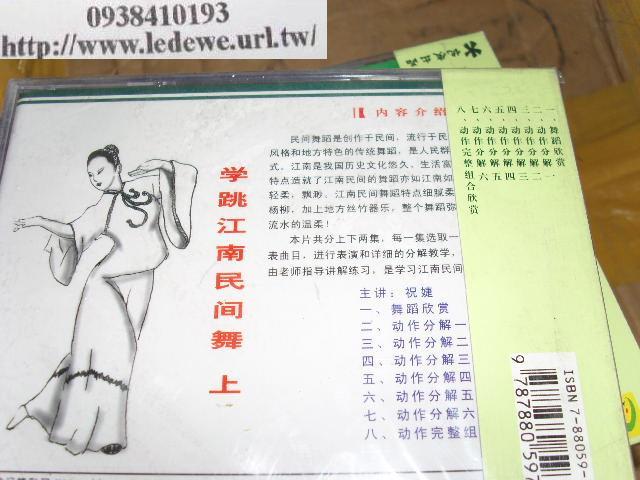 0938410193
http://www.ledewe.url.tw/
学跳江南民间舞 上
【内容介绍
民间舞蹈是创作于民间,流行于民
风格和地方特色的传统舞蹈,是人民群
式。江南是我国历史文化悠久、生活富
特点造就了江南民间的舞蹈亦如江南如
轻柔,飘渺。江南民间舞蹈特点细腻柔
杨柳,加上地方丝竹器乐,整个舞蹈弥
流水的温柔!
本片共分上下两集,每一集选取一
表曲目,进行表演和详细的分解教学,
由老师指导讲解练习,是学习江南民间
主讲:祝婕
一、舞蹈欣赏
二、动作分解一
三、动作分解二
四、动作分解三
五、动作分解四
六、动作分解五
七、动作分解六
八、动作完整组
一、舞蹈欣赏
二、动作分解一
三、动作分解二
四、动作分解三
五、动作分解四
六、动作分解五
七、动作分解六
八、动作完整组合欣赏
ISBN 7-88059-
9 787880 597